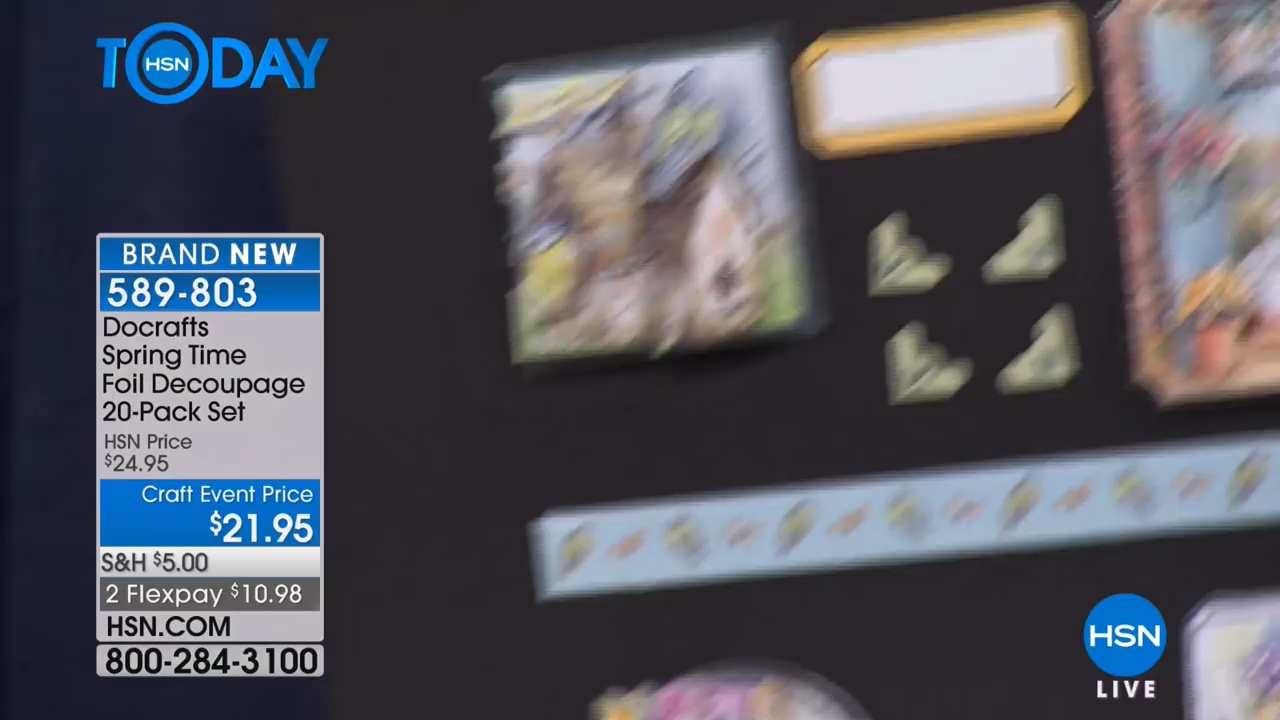 TODAY
HSN
BRAND NEW
589-803
Docrafts
Spring Time
Foil Decoupage
20-Pack Set
HSN Price
$24.95
Craft Event Price
$21.95
S&H $5.00
2 Flexpay $10.98
HSN.COM
800-284-3100
HSN
LIVE